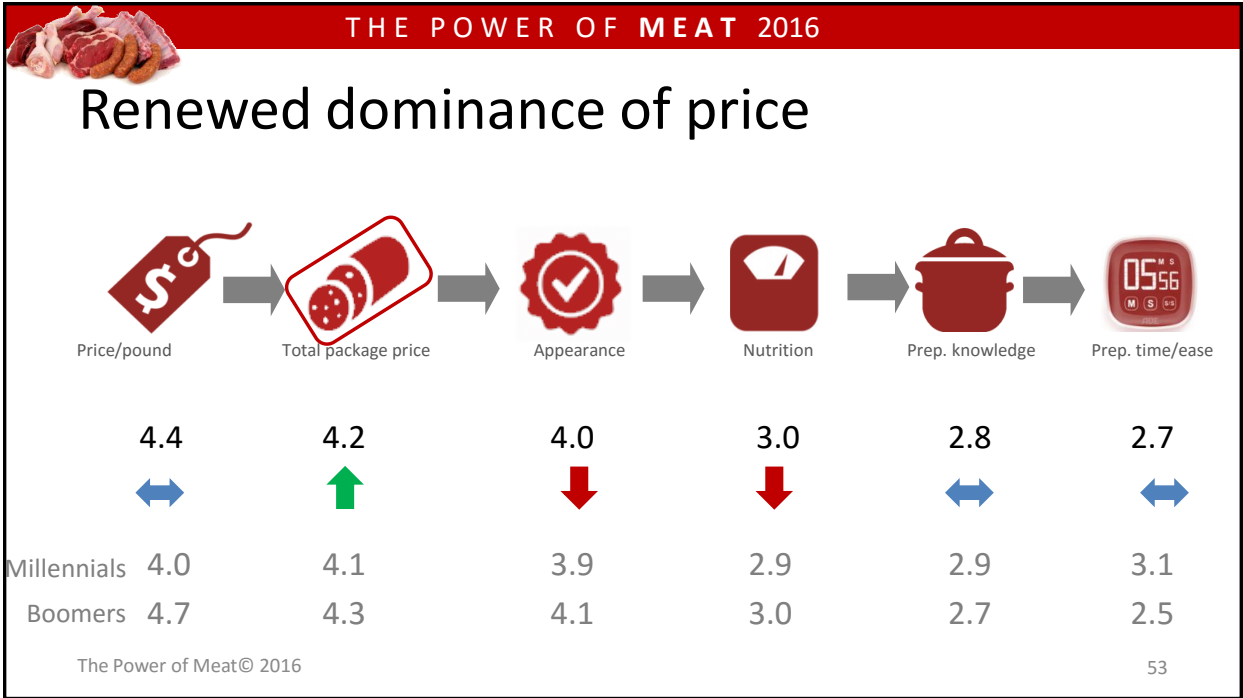 THE POWER OF MEAT 2016
Renewed dominance of price
$
05 M S 56
M S S/S
Price/pound Total package price Appearance Nutrition Prep. knowledge Prep. time/ease
4.4 4.2 4.0 3.0 2.8 2.7
Millennials 4.0 4.1 3.9 2.9 2.9 3.1
Boomers 4.7 4.3 4.1 3.0 2.7 2.5
The Power of Meat© 2016 53